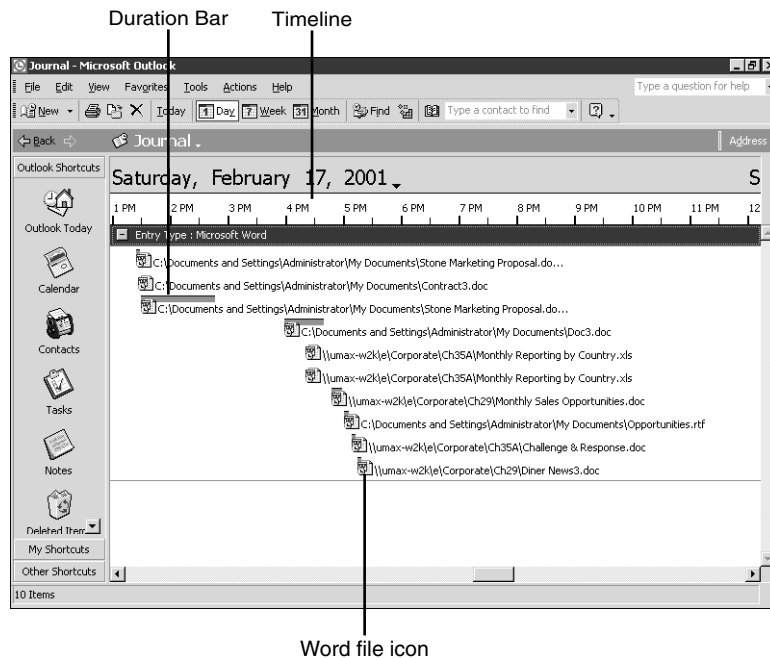 Duration Bar Timeline
Journal - Microsoft Outlook
File Edit View Favorites Tools Actions Help Type a question for help
New Today 1 Day 7 Week 31 Month Find Type a contact to find
Back Journal Address
Outlook Shortcuts
Saturday, February 17, 2001 S
1 PM 2 PM 3 PM 4 PM 5 PM 6 PM 7 PM 8 PM 9 PM 10 PM 11 PM 12
Outlook Today
Entry Type : Microsoft Word
C:\Documents and Settings\Administrator\My Documents\Stone Marketing Proposal.do...
C:\Documents and Settings\Administrator\My Documents\Contract3.doc
Calendar
C:\Documents and Settings\Administrator\My Documents\Stone Marketing Proposal.do...
C:\Documents and Settings\Administrator\My Documents\Doc3.doc
Contacts
\\umax-w2k\e\Corporate\Ch35A\Monthly Reporting by Country.xls
\\umax-w2k\e\Corporate\Ch35A\Monthly Reporting by Country.xls
\\umax-w2k\e\Corporate\Ch29\Monthly Sales Opportunities.doc
Tasks
C:\Documents and Settings\Administrator\My Documents\Opportunities.rtf
\\umax-w2k\e\Corporate\Ch35A\Challenge & Response.doc
Notes
\\umax-w2k\e\Corporate\Ch29\Diner News3.doc
Deleted Item
My Shortcuts
Other Shortcuts
10 Items
Word file icon